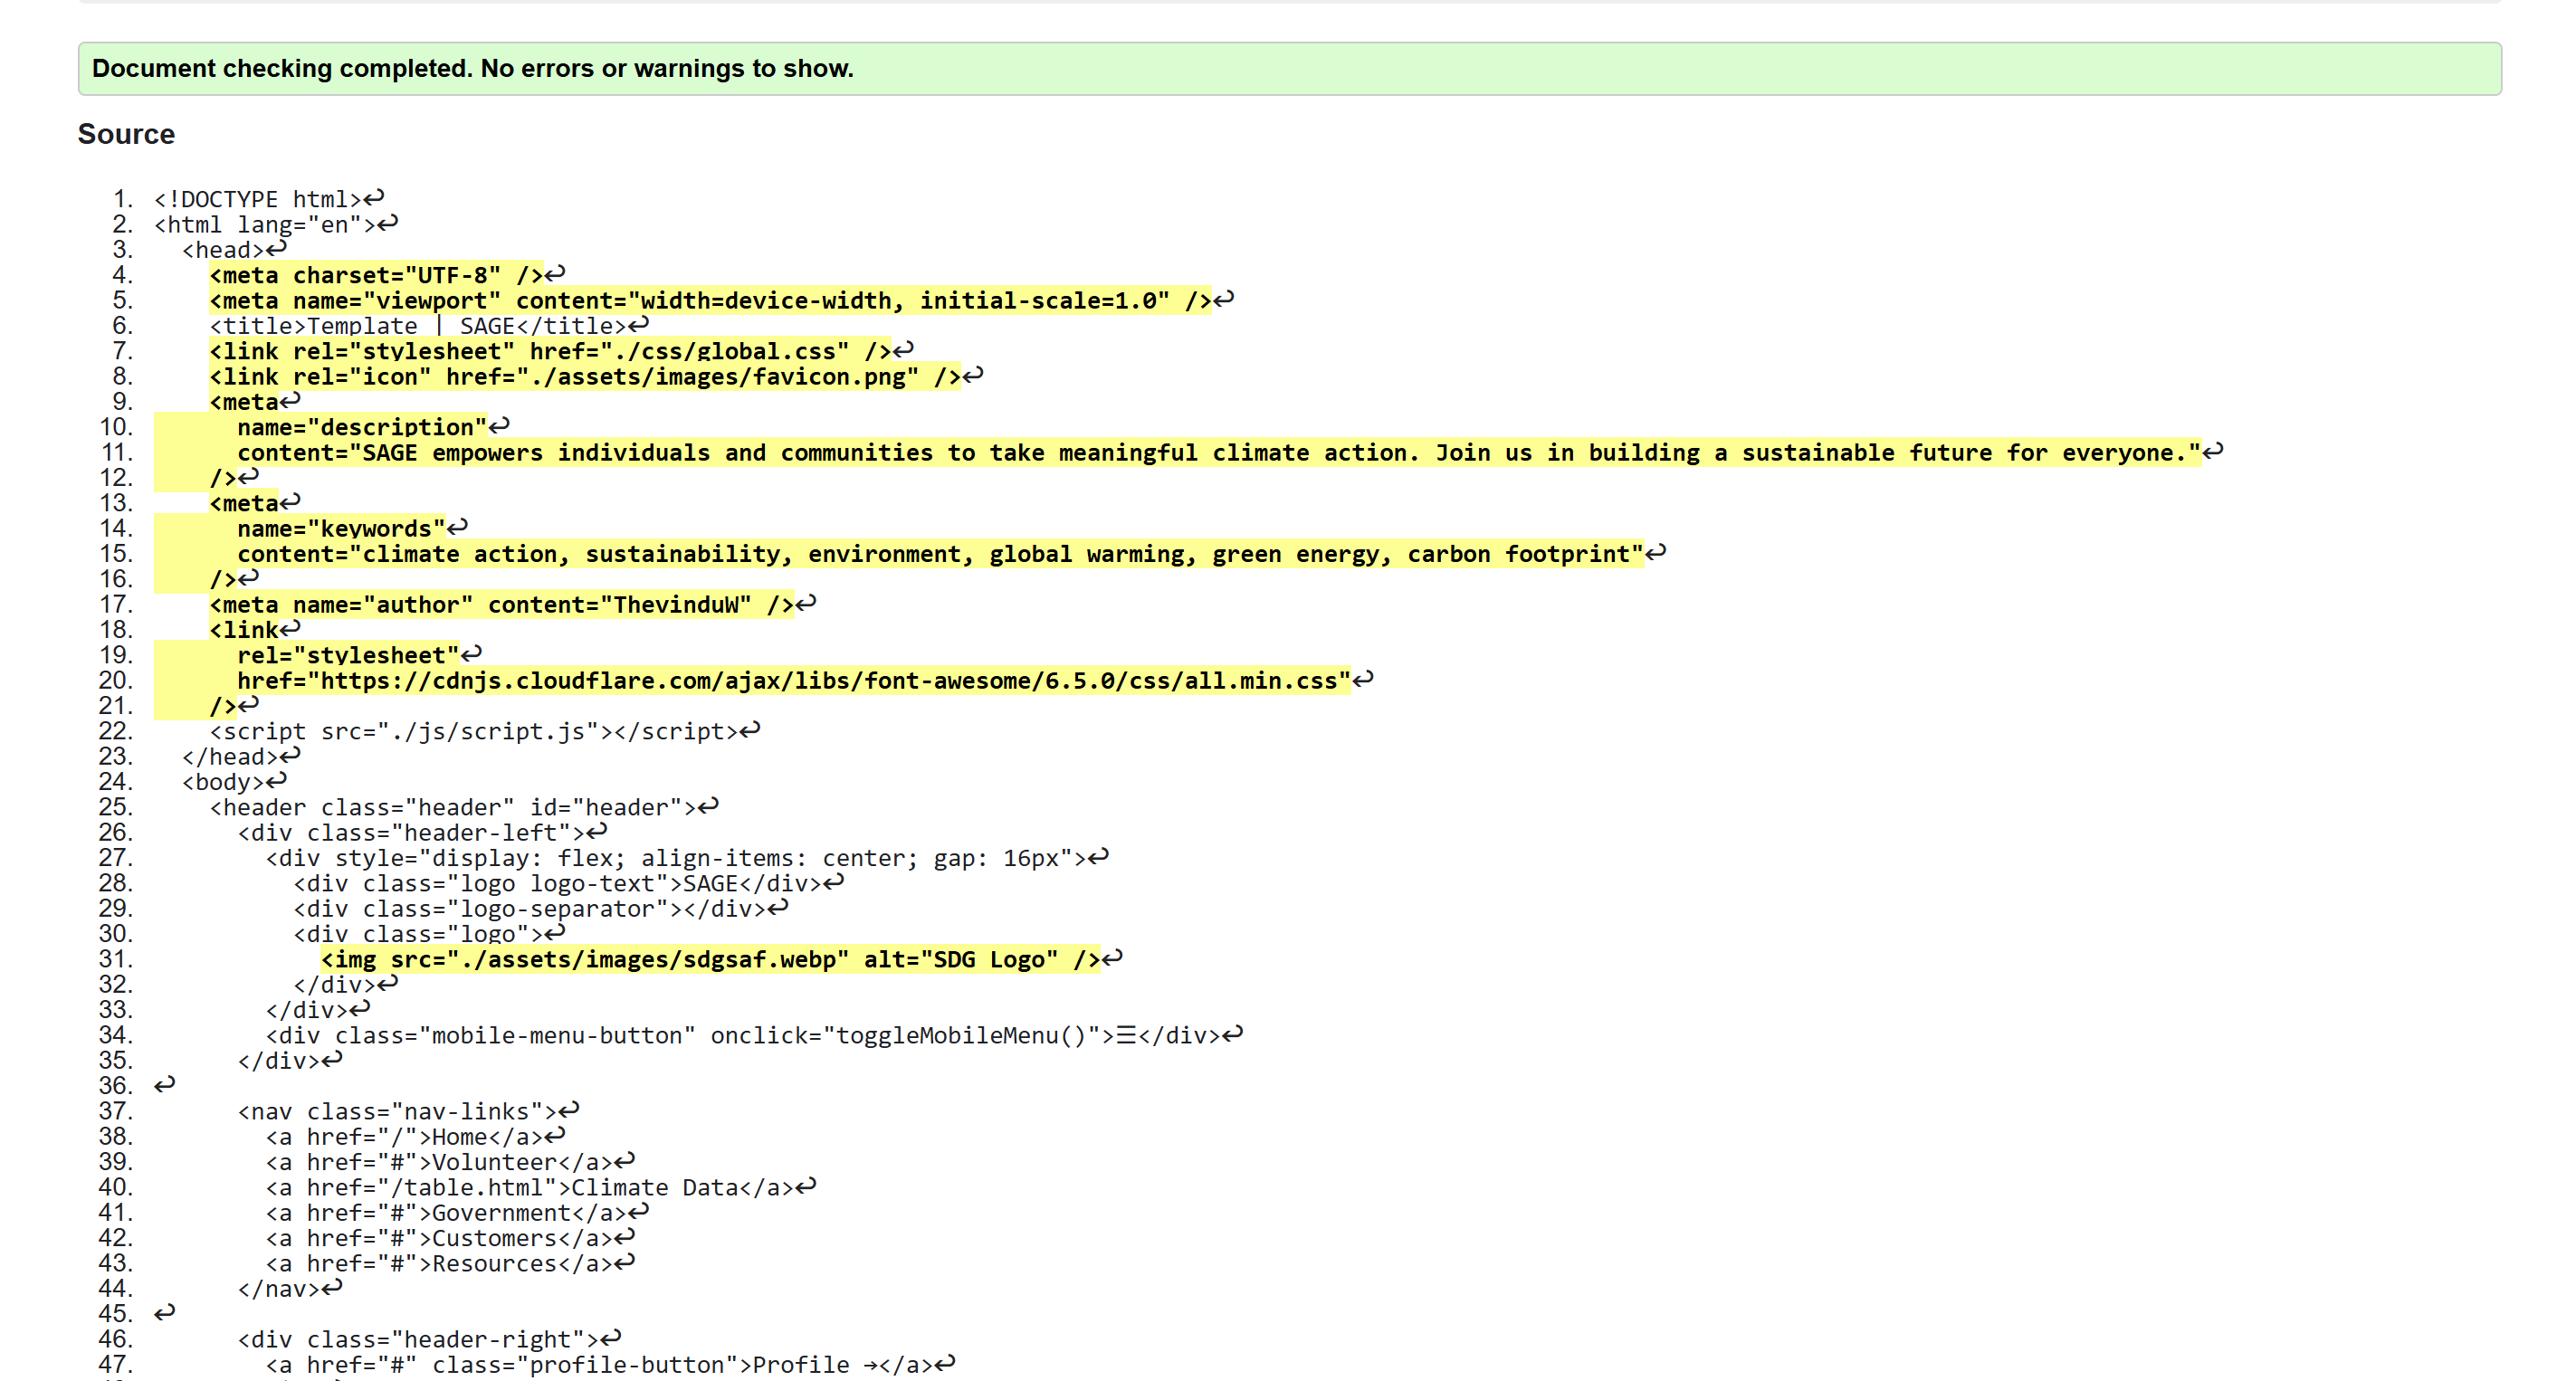 Document checking completed. No errors or warnings to show.
Source
1. <!DOCTYPE html>↩
2. <html lang="en">↩
3.   <head>↩
4.     <meta charset="UTF-8" />↩
5.     <meta name="viewport" content="width=device-width, initial-scale=1.0" />↩
6.     <title>Template | SAGE</title>↩
7.     <link rel="stylesheet" href="./css/global.css" />↩
8.     <link rel="icon" href="./assets/images/favicon.png" />↩
9.     <meta↩
10.       name="description"↩
11.       content="SAGE empowers individuals and communities to take meaningful climate action. Join us in building a sustainable future for everyone."↩
12.     />↩
13.     <meta↩
14.       name="keywords"↩
15.       content="climate action, sustainability, environment, global warming, green energy, carbon footprint"↩
16.     />↩
17.     <meta name="author" content="ThevinduW" />↩
18.     <link↩
19.       rel="stylesheet"↩
20.       href="https://cdnjs.cloudflare.com/ajax/libs/font-awesome/6.5.0/css/all.min.css"↩
21.     />↩
22.     <script src="./js/script.js"></script>↩
23.   </head>↩
24.   <body>↩
25.     <header class="header" id="header">↩
26.       <div class="header-left">↩
27.         <div style="display: flex; align-items: center; gap: 16px">↩
28.           <div class="logo logo-text">SAGE</div>↩
29.           <div class="logo-separator"></div>↩
30.           <div class="logo">↩
31.             <img src="./assets/images/sdgsaf.webp" alt="SDG Logo" />↩
32.           </div>↩
33.         </div>↩
34.         <div class="mobile-menu-button" onclick="toggleMobileMenu()">☰</div>↩
35.       </div>↩
36. ↩
37.       <nav class="nav-links">↩
38.         <a href="/">Home</a>↩
39.         <a href="#">Volunteer</a>↩
40.         <a href="/table.html">Climate Data</a>↩
41.         <a href="#">Government</a>↩
42.         <a href="#">Customers</a>↩
43.         <a href="#">Resources</a>↩
44.       </nav>↩
45. ↩
46.       <div class="header-right">↩
47.         <a href="#" class="profile-button">Profile →</a>↩